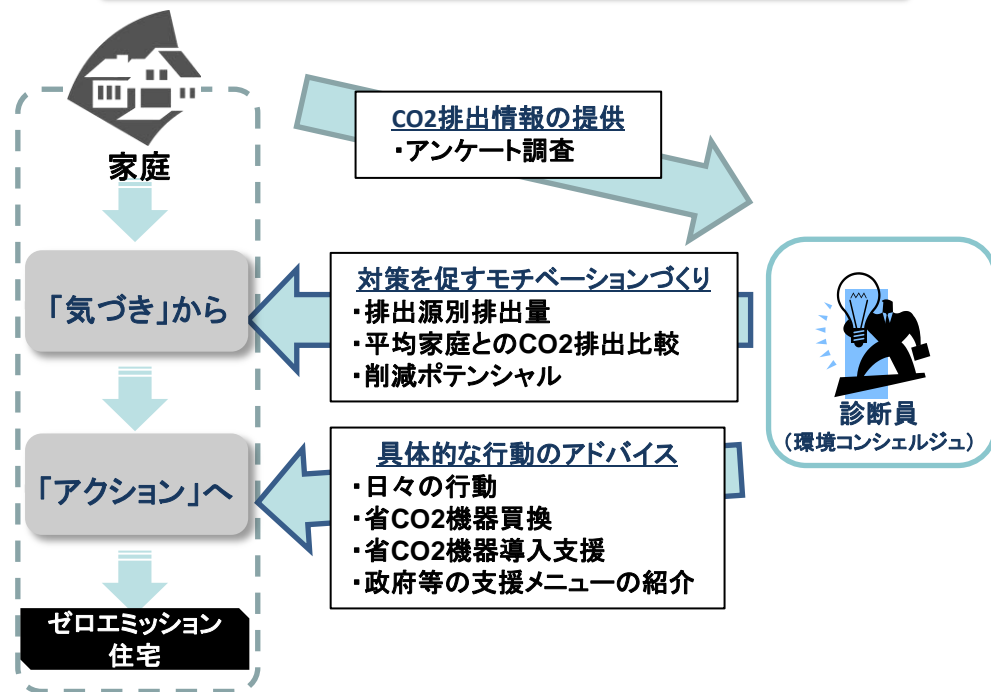 家庭
CO2排出情報の提供
・アンケート調査
「気づき」から
対策を促すモチベーションづくり
・排出源別排出量
・平均家庭とのCO2排出比較
・削減ポテンシャル
診断員
（環境コンシェルジュ）
「アクション」へ
具体的な行動のアドバイス
・日々の行動
・省CO2機器買換
・省CO2機器導入支援
・政府等の支援メニューの紹介
ゼロエミッション
住宅